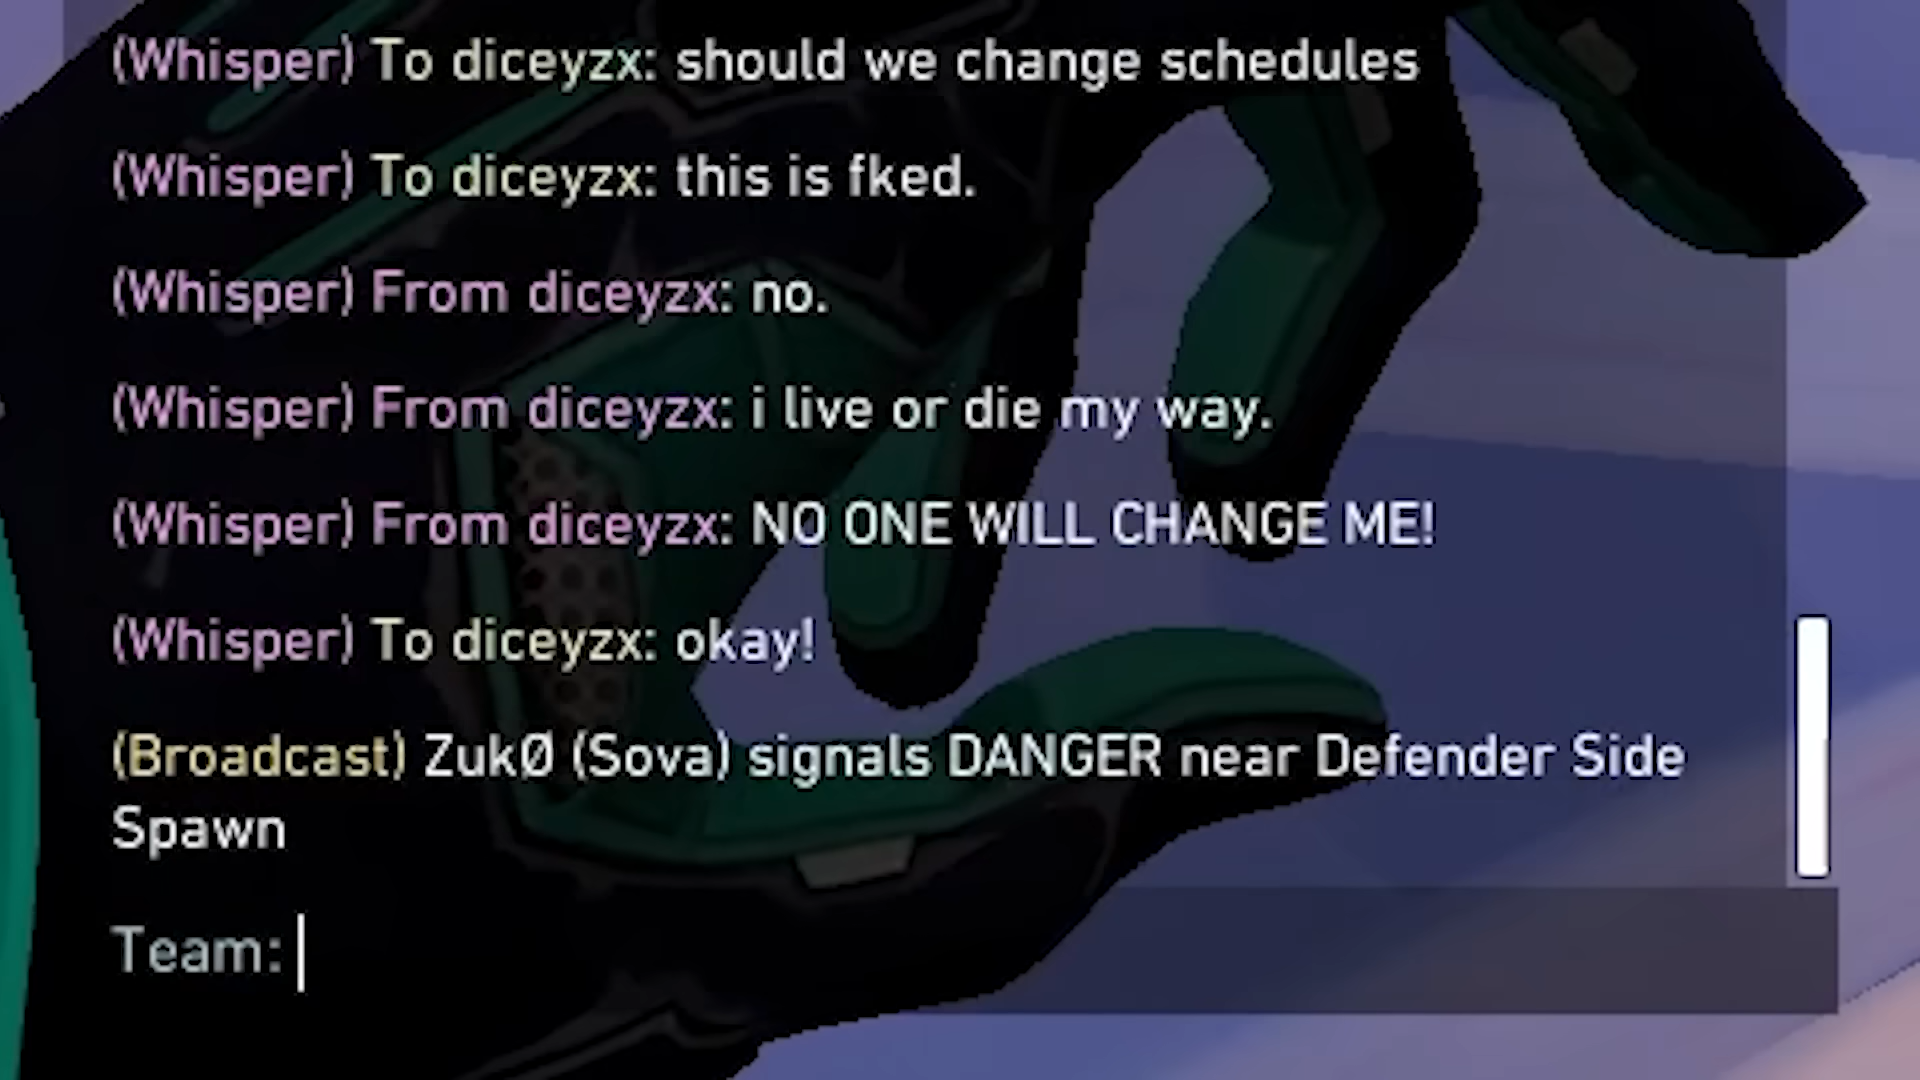 (Whisper) To diceyzx: should we change schedules
(Whisper) To diceyzx: this is fked.
(Whisper) From diceyzx: no.
(Whisper) From diceyzx: i live or die my way.
(Whisper) From diceyzx: NO ONE WILL CHANGE ME!
(Whisper) To diceyzx: okay!
(Broadcast) ZukØ (Sova) signals DANGER near Defender Side
Spawn
Team: